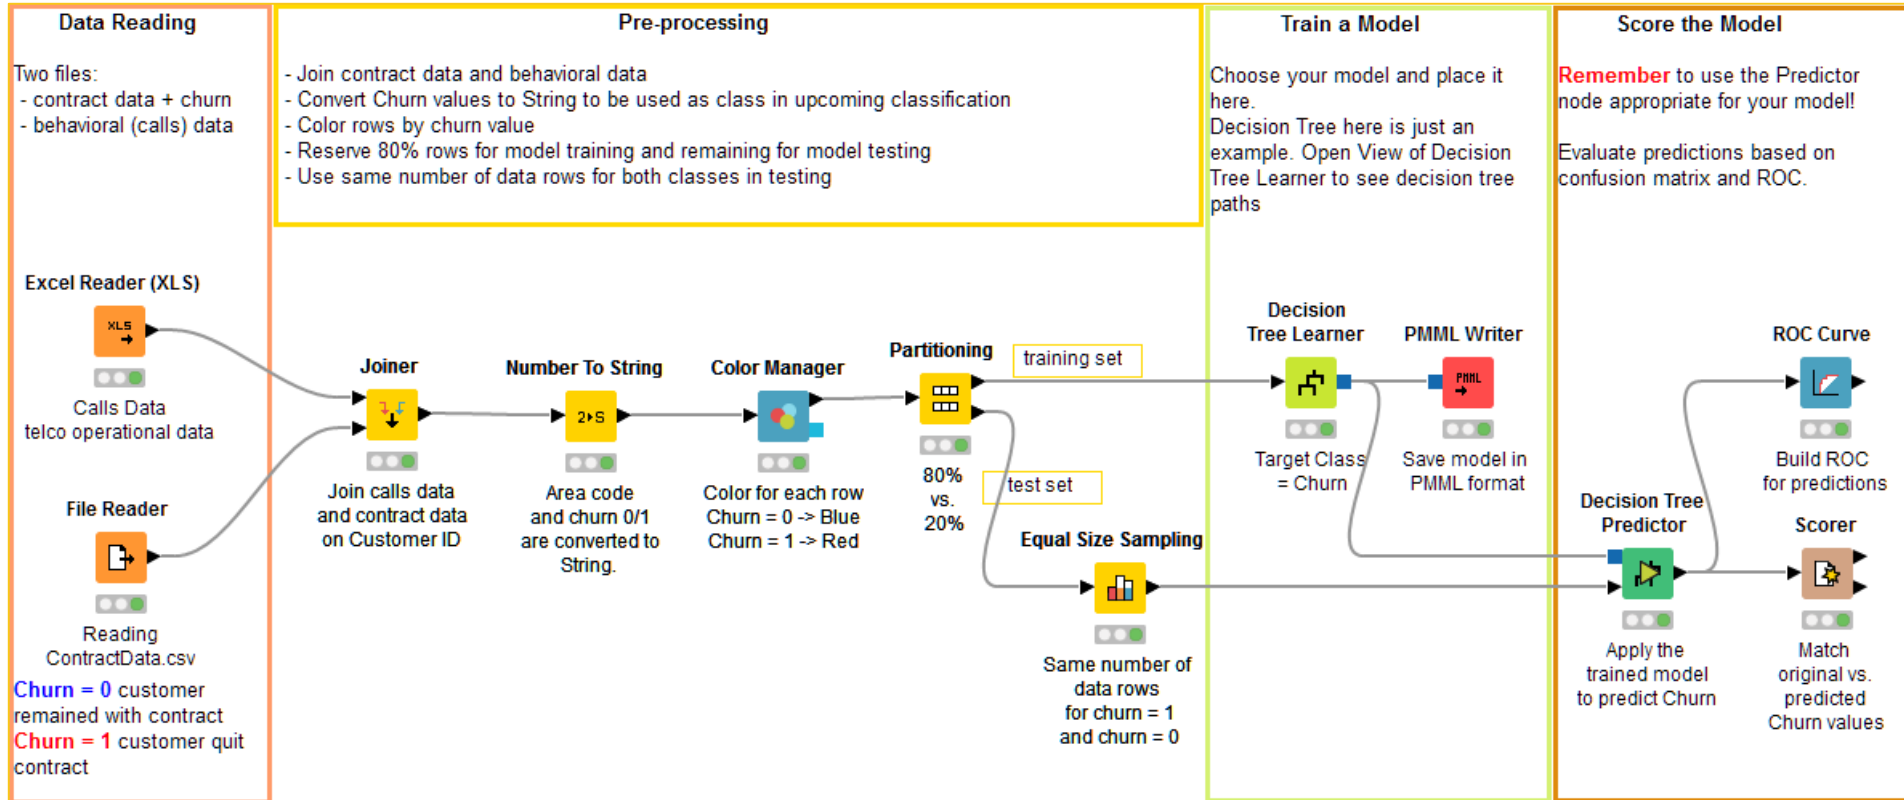 Data Reading
Two files:
- contract data + churn
- behavioral (calls) data
Excel Reader (XLS)
XLS
Calls Data
telco operational data
File Reader
Reading
ContractData.csv
Churn = 0 customer
remained with contract
Churn = 1 customer quit
contract
Pre-processing
- Join contract data and behavioral data
- Convert Churn values to String to be used as class in upcoming classification
- Color rows by churn value
- Reserve 80% rows for model training and remaining for model testing
- Use same number of data rows for both classes in testing
Joiner
Join calls data
and contract data
on Customer ID
Number To String
2▸S
Area code
and churn 0/1
are converted to
String.
Color Manager
Color for each row
Churn = 0 -> Blue
Churn = 1 -> Red
Partitioning
80%
vs.
20%
training set
test set
Equal Size Sampling
Same number of
data rows
for churn = 1
and churn = 0
Train a Model
Choose your model and place it
here.
Decision Tree here is just an
example. Open View of Decision
Tree Learner to see decision tree
paths
Decision
Tree Learner
Target Class
= Churn
PMML Writer
PMML
Save model in
PMML format
Score the Model
Remember to use the Predictor
node appropriate for your model!
Evaluate predictions based on
confusion matrix and ROC.
ROC Curve
Build ROC
for predictions
Decision Tree
Predictor
Apply the
trained model
to predict Churn
Scorer
Match
original vs.
predicted
Churn values